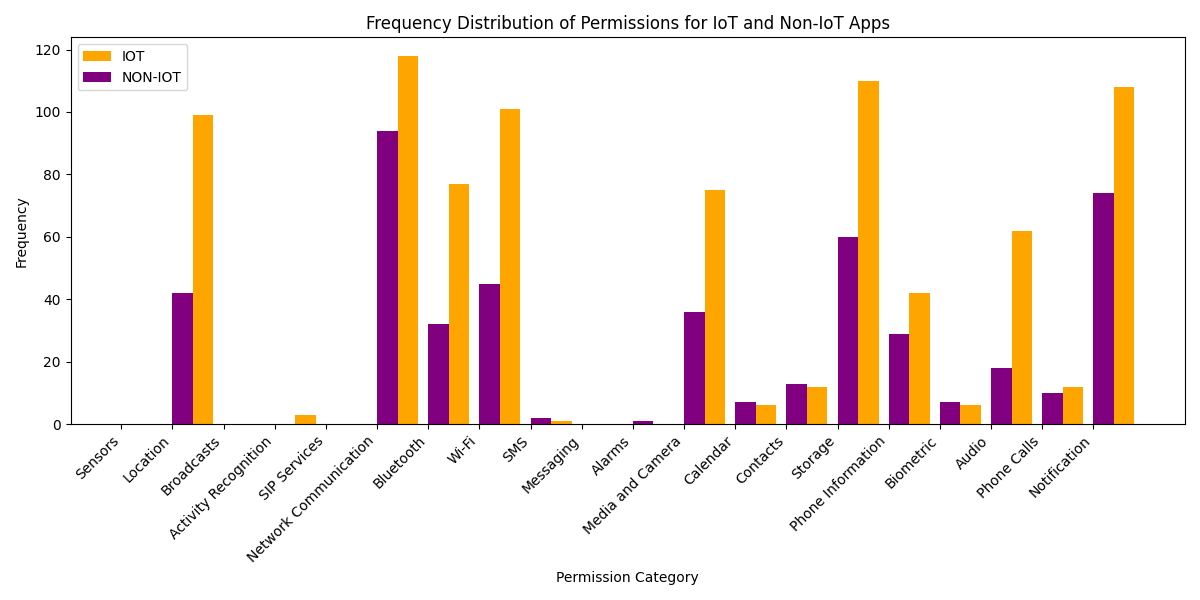 Frequency Distribution of Permissions for IoT and Non-IoT Apps
IOT
NON-IOT
120
100
80
60
40
20
0
Frequency
Sensors
Location
Broadcasts
Activity Recognition
SIP Services
Network Communication
Bluetooth
Wi-Fi
SMS
Messaging
Alarms
Media and Camera
Calendar
Contacts
Storage
Phone Information
Biometric
Audio
Phone Calls
Notification
Permission Category